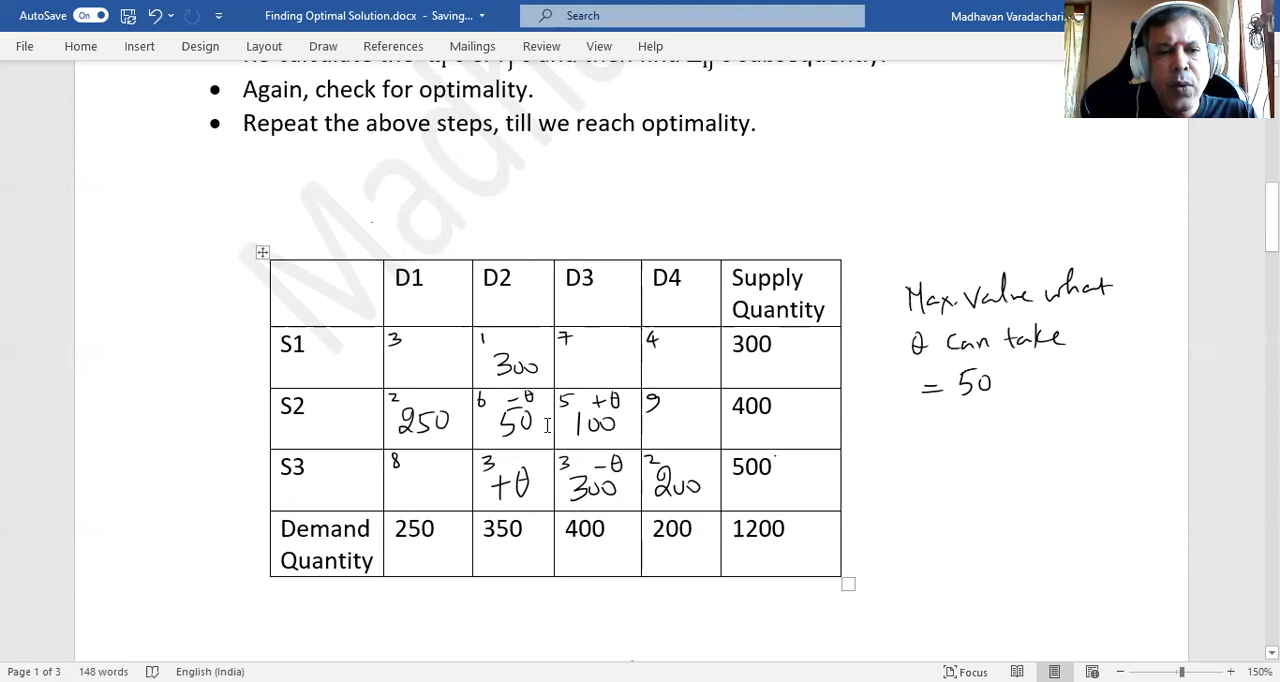 AutoSave On Finding Optimal Solution.docx - Saving... Search Madhavan Varadachari
File Home Insert Design Layout Draw References Mailings Review View Help
Again, check for optimality.
Repeat the above steps, till we reach optimality.
D1 D2 D3 D4 Supply
Quantity
S1 3 1 300 7 4 300
S2 2 250 6 -θ 50 5 +θ 100 9 400
S3 8 3 +θ 3 -θ 300 2 200 500
Demand
Quantity 250 350 400 200 1200
Max. Value what
θ can take
= 50
Page 1 of 3 148 words English (India) Focus 150%